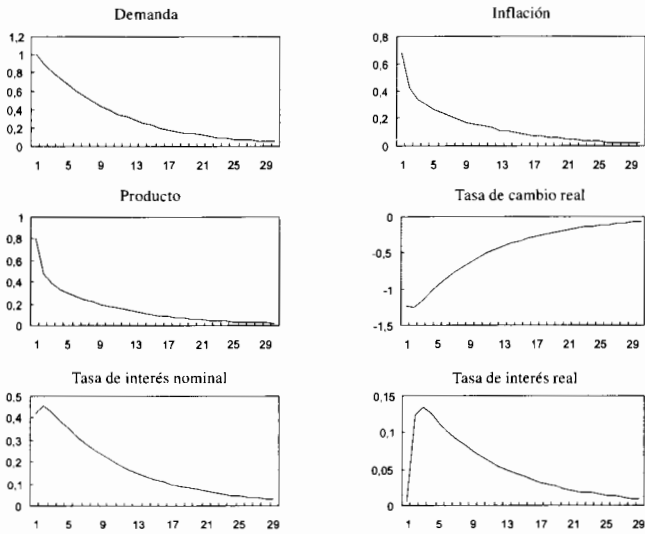 Demanda
1,2
1
0,8
0,6
0,4
0,2
0
1 5 9 13 17 21 25 29
Inflación
0,8
0,6
0,4
0,2
0
1 5 9 13 17 21 25 29
Producto
1
0,8
0,6
0,4
0,2
0
1 5 9 13 17 21 25 29
Tasa de cambio real
0
-0,5
-1
-1,5
1 5 9 13 17 21 25 29
Tasa de interés nominal
0,5
0,4
0,3
0,2
0,1
0
1 5 9 13 17 21 25 29
Tasa de interés real
0,15
0,1
0,05
0
1 5 9 13 17 21 25 29